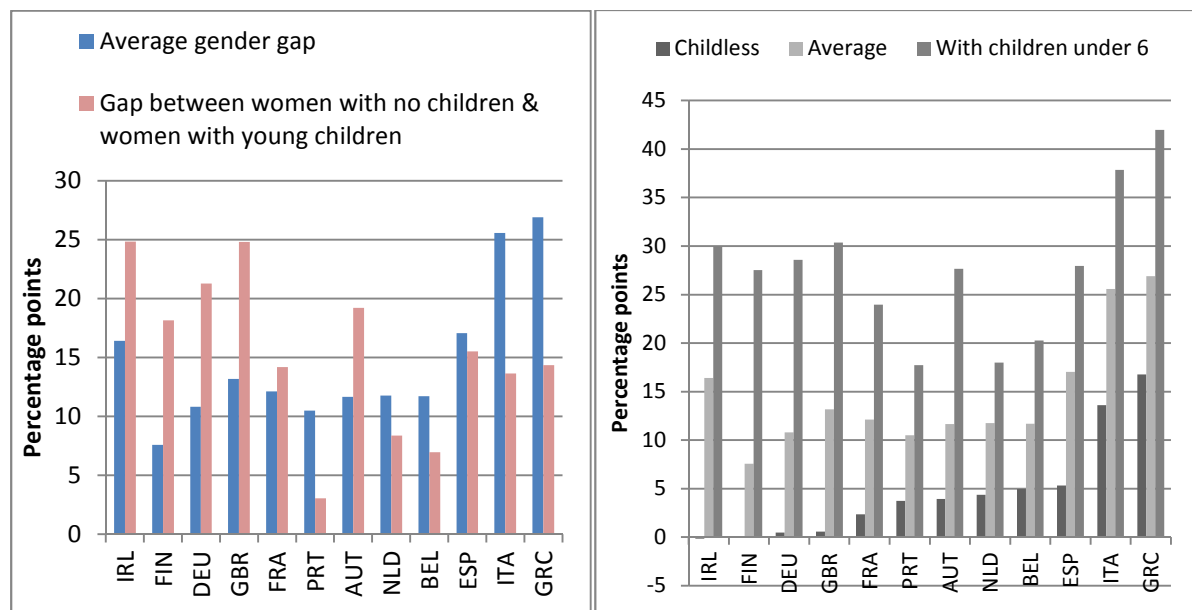 Average gender gap
Gap between women with no children &
women with young children
Percentage points
30
25
20
15
10
5
0
IRL FIN DEU GBR FRA PRT AUT NLD BEL ESP ITA GRC
Childless Average With children under 6
Percentage points
45
40
35
30
25
20
15
10
5
0
-5
IRL FIN DEU GBR FRA PRT AUT NLD BEL ESP ITA GRC